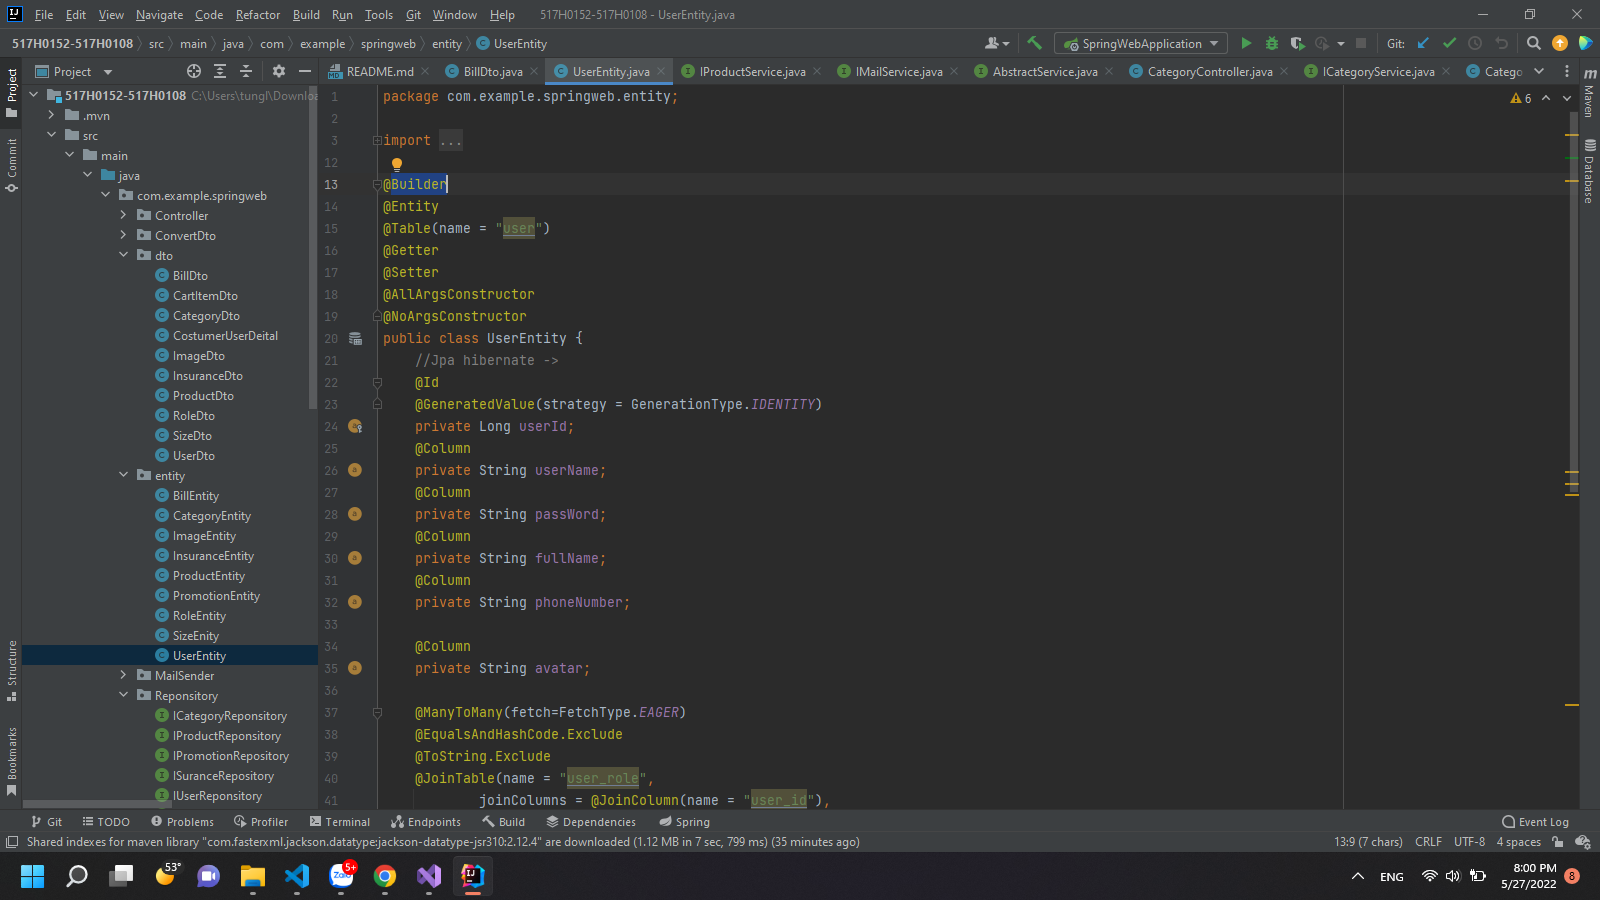 File Edit View Navigate Code Refactor Build Run Tools Git Window Help 517H0152-517H0108 - UserEntity.java
517H0152-517H0108 src main java com example springweb entity UserEntity
SpringWebApplication Git:
Project
README.md BillDto.java UserEntity.java IProductService.java IMailService.java AbstractService.java CategoryController.java ICategoryService.java Catego
Project
Commit
Structure
Bookmarks
517H0152-517H0108 C:\Users\tungl\Downlo
.mvn
src
main
java
com.example.springweb
Controller
ConvertDto
dto
BillDto
CartItemDto
CategoryDto
CostumerUserDeital
ImageDto
InsuranceDto
ProductDto
RoleDto
SizeDto
UserDto
entity
BillEntity
CategoryEntity
ImageEntity
InsuranceEntity
ProductEntity
PromotionEntity
RoleEntity
SizeEnity
UserEntity
MailSender
Reponsitory
ICategoryReponsitory
IProductReponsitory
IPromotionRepository
ISuranceRepository
IUserReponsitory
1 package com.example.springweb.entity;
2
3 import ...
12
13 @Builder
14 @Entity
15 @Table(name = "user")
16 @Getter
17 @Setter
18 @AllArgsConstructor
19 @NoArgsConstructor
20 public class UserEntity {
21 //Jpa hibernate ->
22 @Id
23 @GeneratedValue(strategy = GenerationType.IDENTITY)
24 private Long userId;
25 @Column
26 private String userName;
27 @Column
28 private String passWord;
29 @Column
30 private String fullName;
31 @Column
32 private String phoneNumber;
33
34 @Column
35 private String avatar;
36
37 @ManyToMany(fetch=FetchType.EAGER)
38 @EqualsAndHashCode.Exclude
39 @ToString.Exclude
40 @JoinTable(name = "user_role",
41 joinColumns = @JoinColumn(name = "user_id"),
6
Maven
Database
Git TODO Problems Profiler Terminal Endpoints Build Dependencies Spring Event Log
Shared indexes for maven library "com.fasterxml.jackson.datatype:jackson-datatype-jsr310:2.12.4" are downloaded (1.12 MB in 7 sec, 799 ms) (35 minutes ago) 13:9 (7 chars) CRLF UTF-8 4 spaces
53° Zalo 5+ ENG 8:00 PM
5/27/2022 8